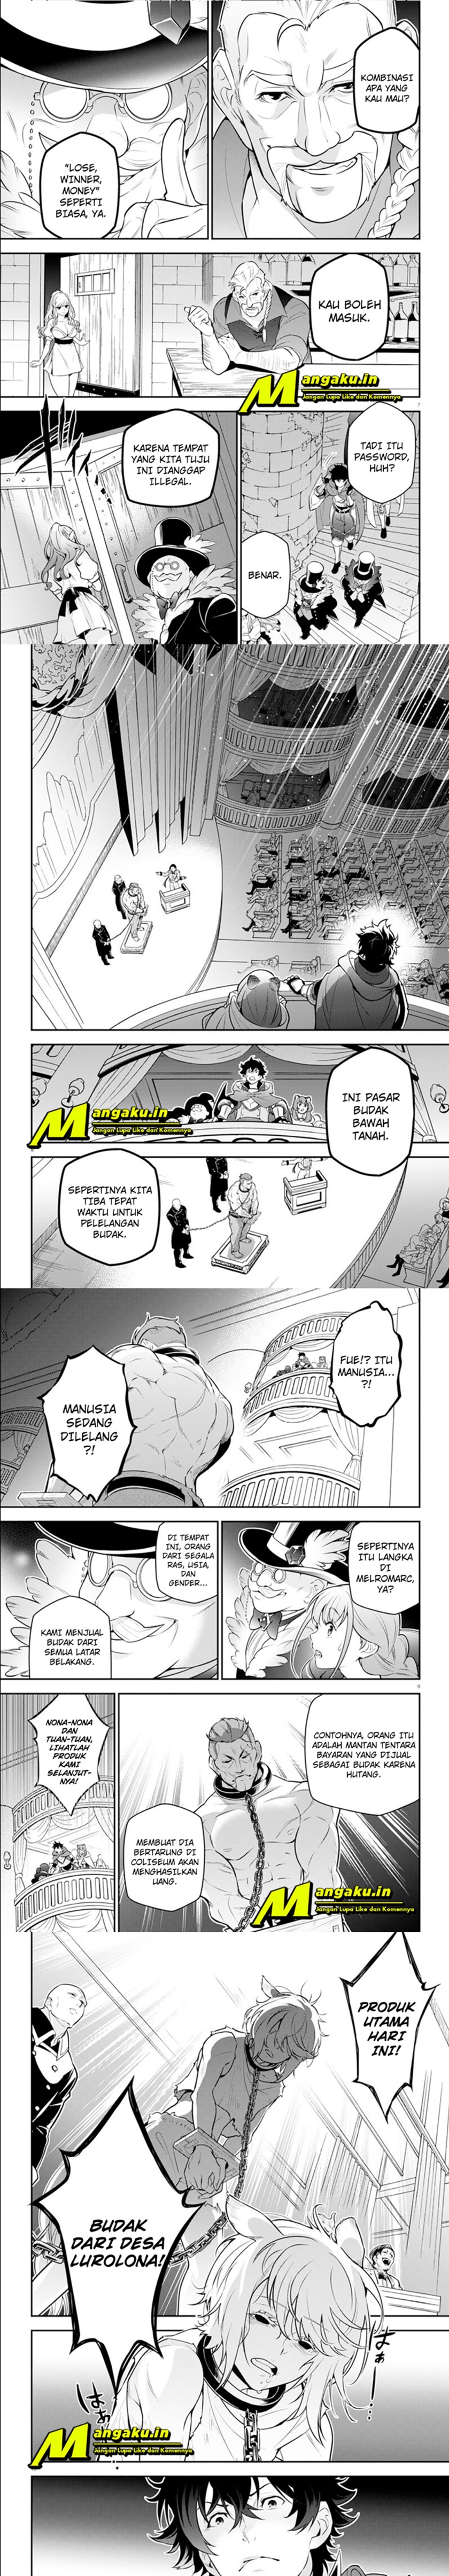 KOMBINASI
APA YANG
KAU MAU?
"LOSE,
WINNER,
MONEY"
SEPERTI
BIASA, YA.
KAU BOLEH
MASUK.
Mangaku.in
Jangan Lupa Like dan Komennya
TADI ITU
PASSWORD,
HUH?
KARENA TEMPAT
YANG KITA TUJU
INI DIANGGAP
ILLEGAL.
BENAR.
INI PASAR
BUDAK
BAWAH
TANAH.
Mangaku.in
Jangan Lupa Like dan Komennya
SEPERTINYA KITA
TIBA TEPAT
WAKTU UNTUK
PELELANGAN
BUDAK.
FUE!? ITU
MANUSIA...
?!
MANUSIA
SEDANG
DILELANG
?!
SEPERTINYA
ITU LANGKA
DI
MELROMARC,
YA?
DI TEMPAT
INI, ORANG
DARI SEGALA
RAS, USIA,
DAN
GENDER...
KAMI MENJUAL
BUDAK DARI
SEMUA LATAR
BELAKANG.
CONTOHNYA, ORANG ITU
ADALAH MANTAN TENTARA
BAYARAN YANG DIJUAL
SEBAGAI BUDAK KARENA
HUTANG.
NONA-NONA
DAN
TUAN-TUAN,
LIHATLAH
PRODUK
KAMI
SELANJUT-
NYA!
MEMBUAT DIA
BERTARUNG DI
COLISEUM AKAN
MENGHASILKAN
UANG.
Mangaku.in
Jangan Lupa Like dan Komennya
PRODUK
UTAMA
HARI
INI!
BUDAK
DARI DESA
LUROLONA!
はぁ
はぁ
Mangaku.in
Jangan Lupa Like dan Komennya